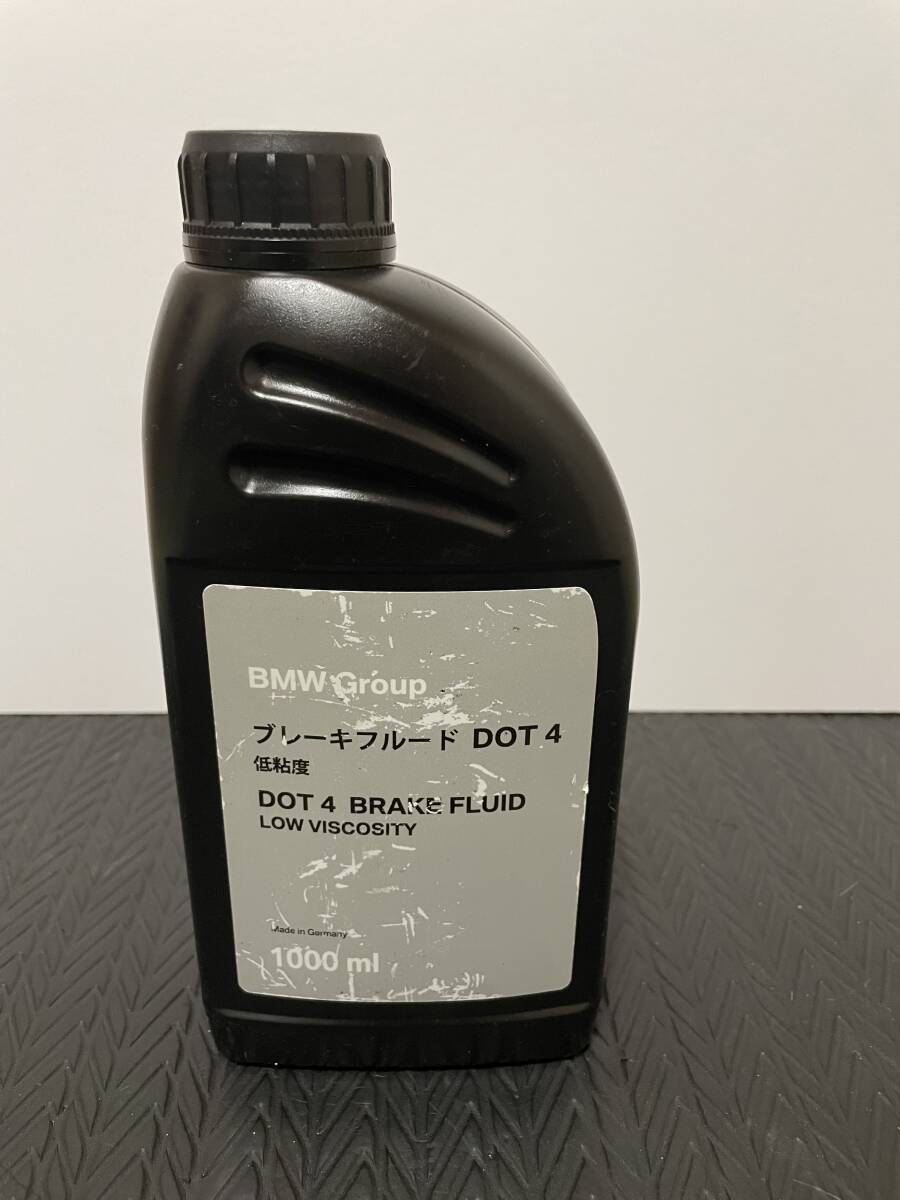 BMW Group
ブレーキフルード DOT 4
低粘度
DOT 4 BRAKE FLUID
LOW VISCOSITY
Made in Germany
1000 ml